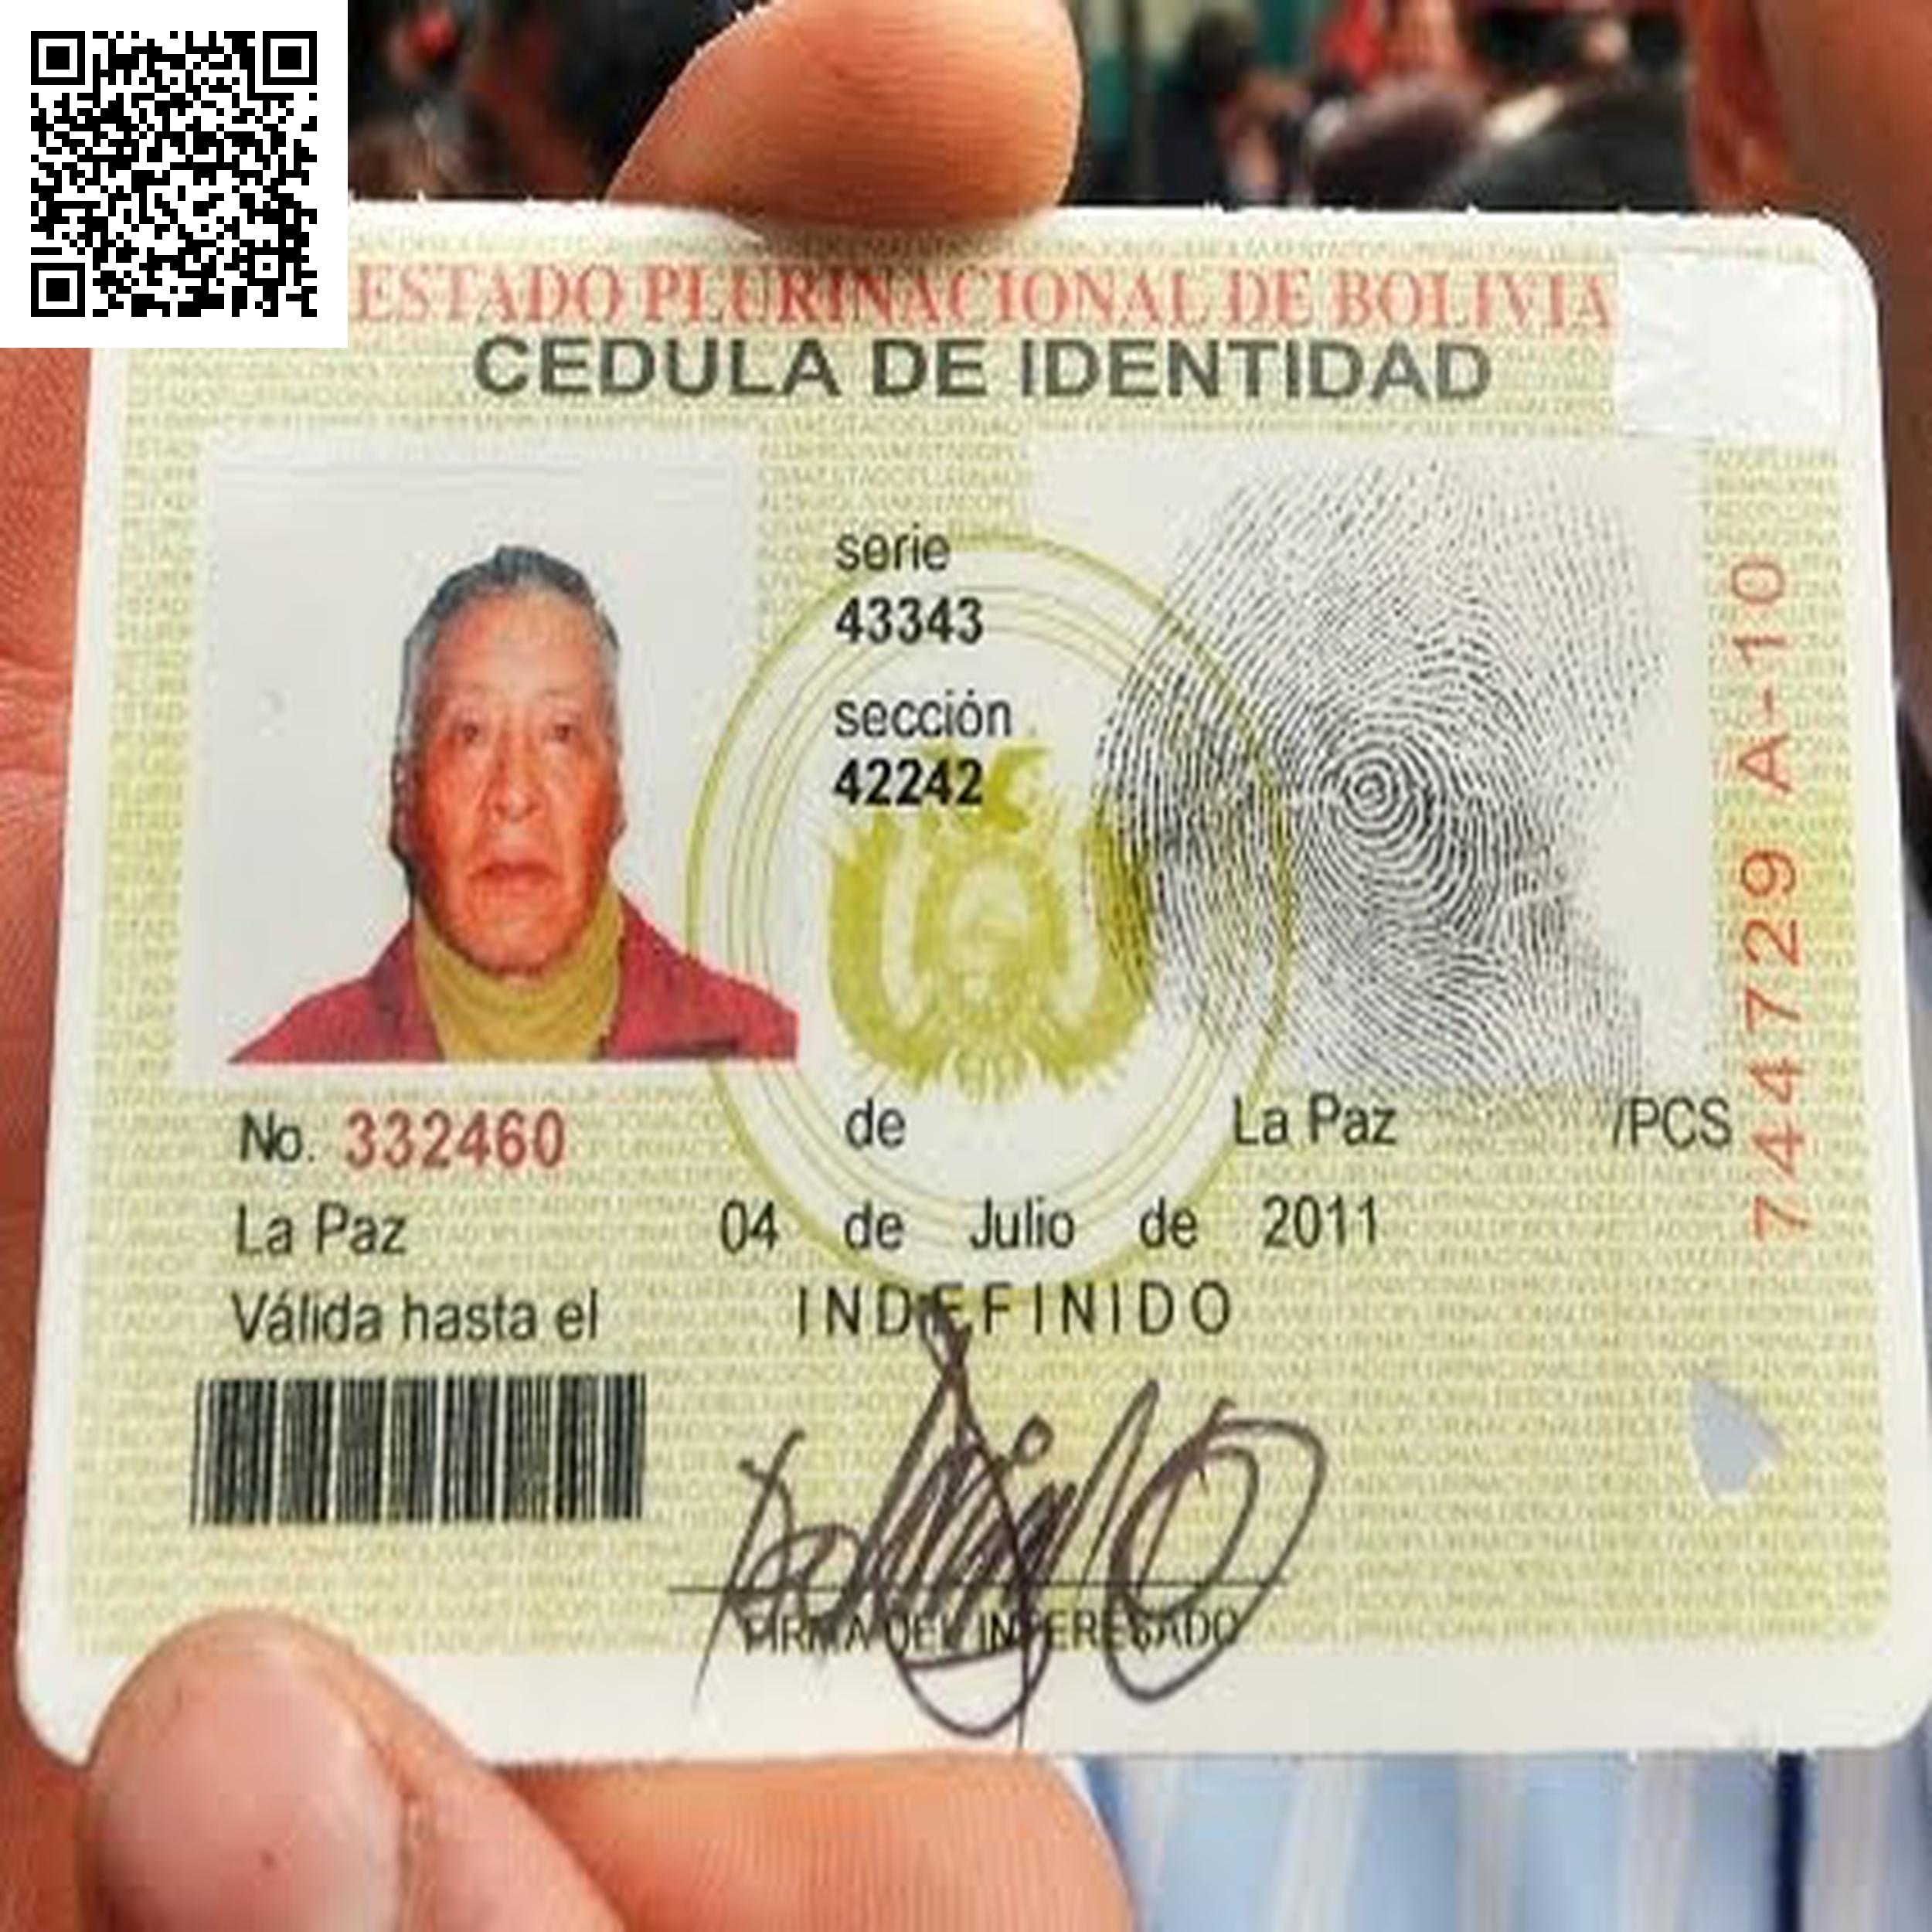 ESTADO PLURINACIONAL DE BOLIVIA
CEDULA DE IDENTIDAD
serie
43343
sección
42242
No. 332460 de La Paz /PCS
La Paz 04 de Julio de 2011
Válida hasta el INDEFINIDO
FIRMA DEL INTERESADO
7447729 A-10